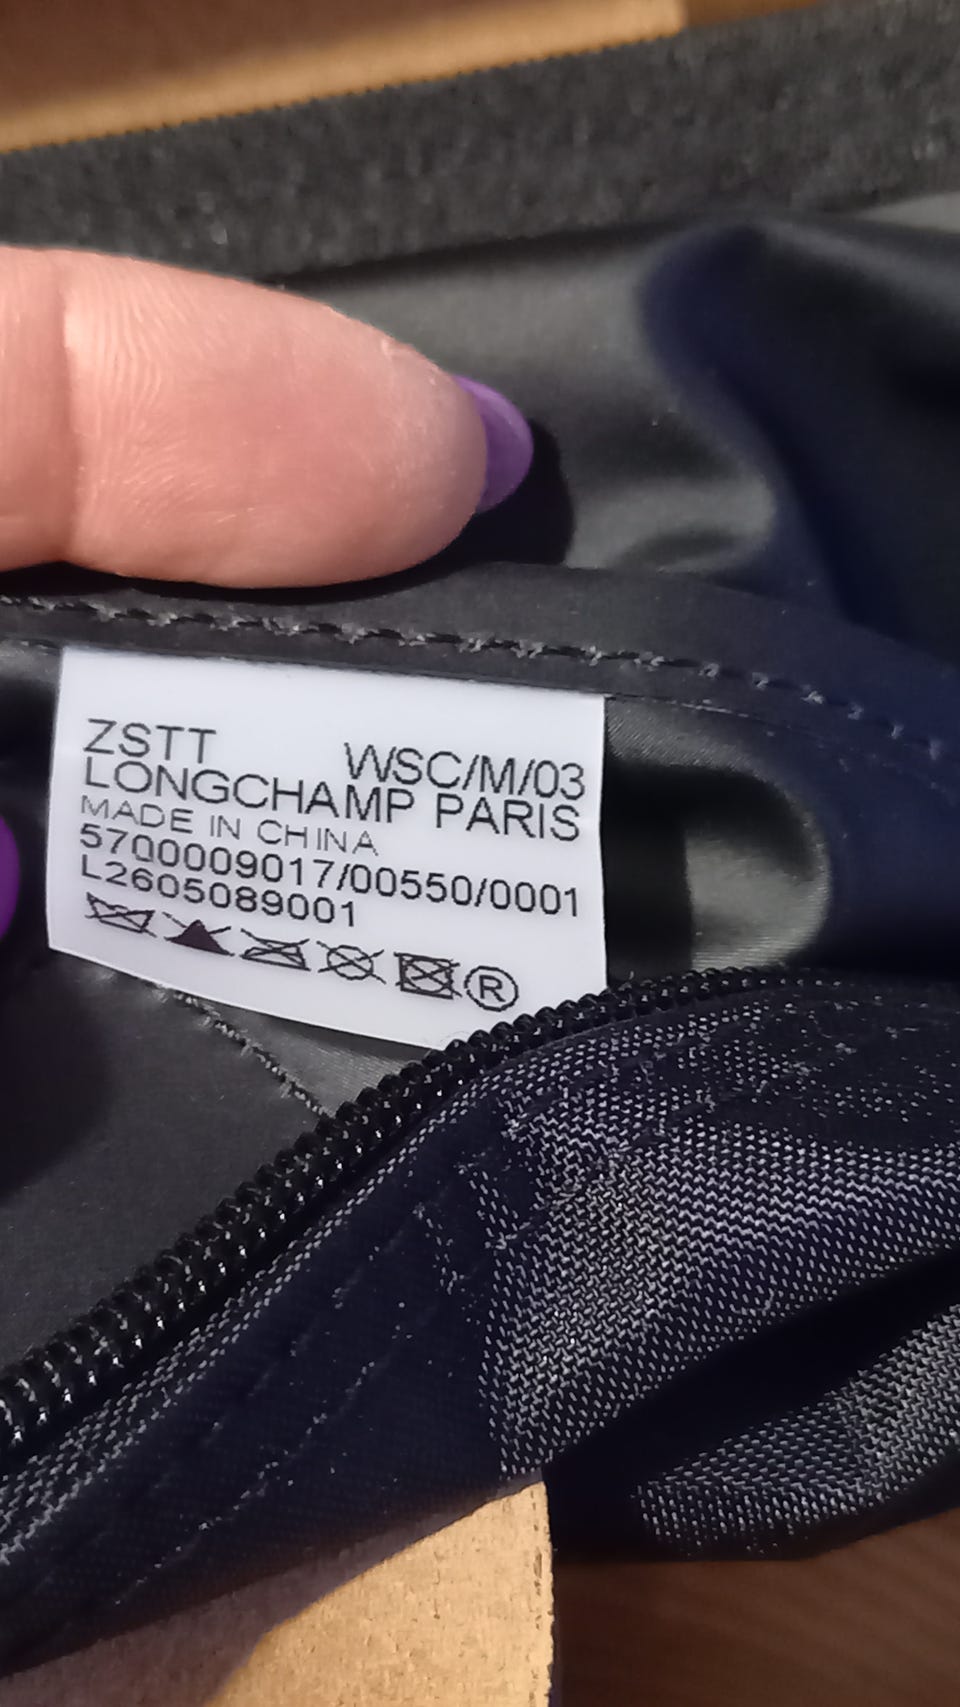 ZSTT WSC/M/03
LONGCHAMP PARIS
MADE IN CHINA
5700009017/00550/0001
L2605089001
®